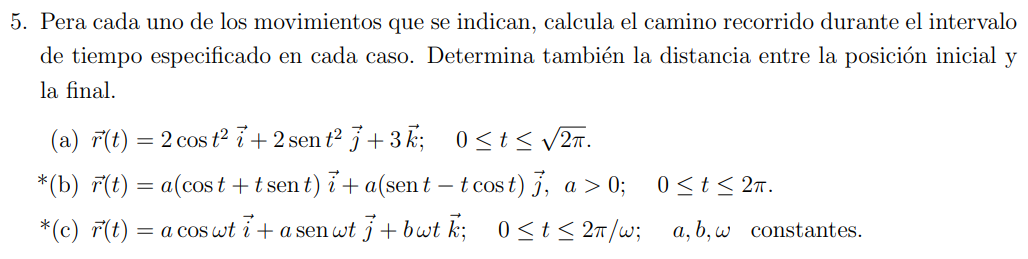 5. Pera cada uno de los movimientos que se indican, calcula el camino recorrido durante el intervalo
de tiempo especificado en cada caso. Determina también la distancia entre la posición inicial y
la final.
(a) r⃗(t) = 2 cos t² i⃗ + 2 sen t² j⃗ + 3 k⃗; 0 ≤ t ≤ √2π.
*(b) r⃗(t) = a(cos t + t sen t) i⃗ + a(sen t − t cos t) j⃗, a > 0; 0 ≤ t ≤ 2π.
*(c) r⃗(t) = a cos ωt i⃗ + a sen ωt j⃗ + b ωt k⃗; 0 ≤ t ≤ 2π/ω; a, b, ω constantes.